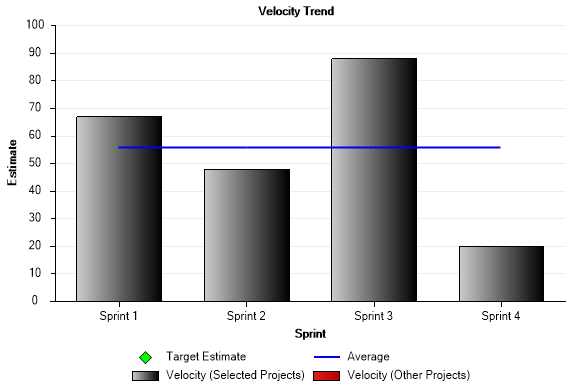 Velocity Trend
100
90
80
70
60
50
40
30
20
10
0
Estimate
Sprint 1
Sprint 2
Sprint 3
Sprint 4
Sprint
Target Estimate
Average
Velocity (Selected Projects)
Velocity (Other Projects)